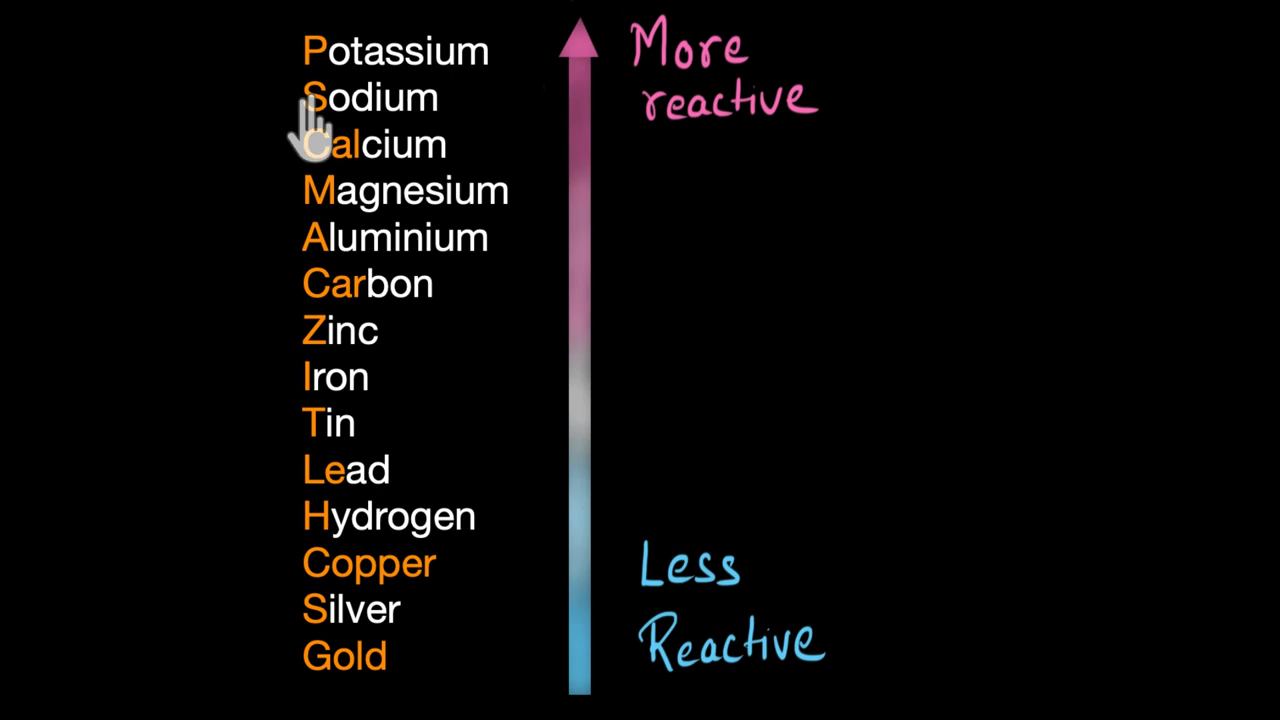 Potassium
Sodium
Calcium
Magnesium
Aluminium
Carbon
Zinc
Iron
Tin
Lead
Hydrogen
Copper
Silver
Gold
More
reactive
Less
Reactive